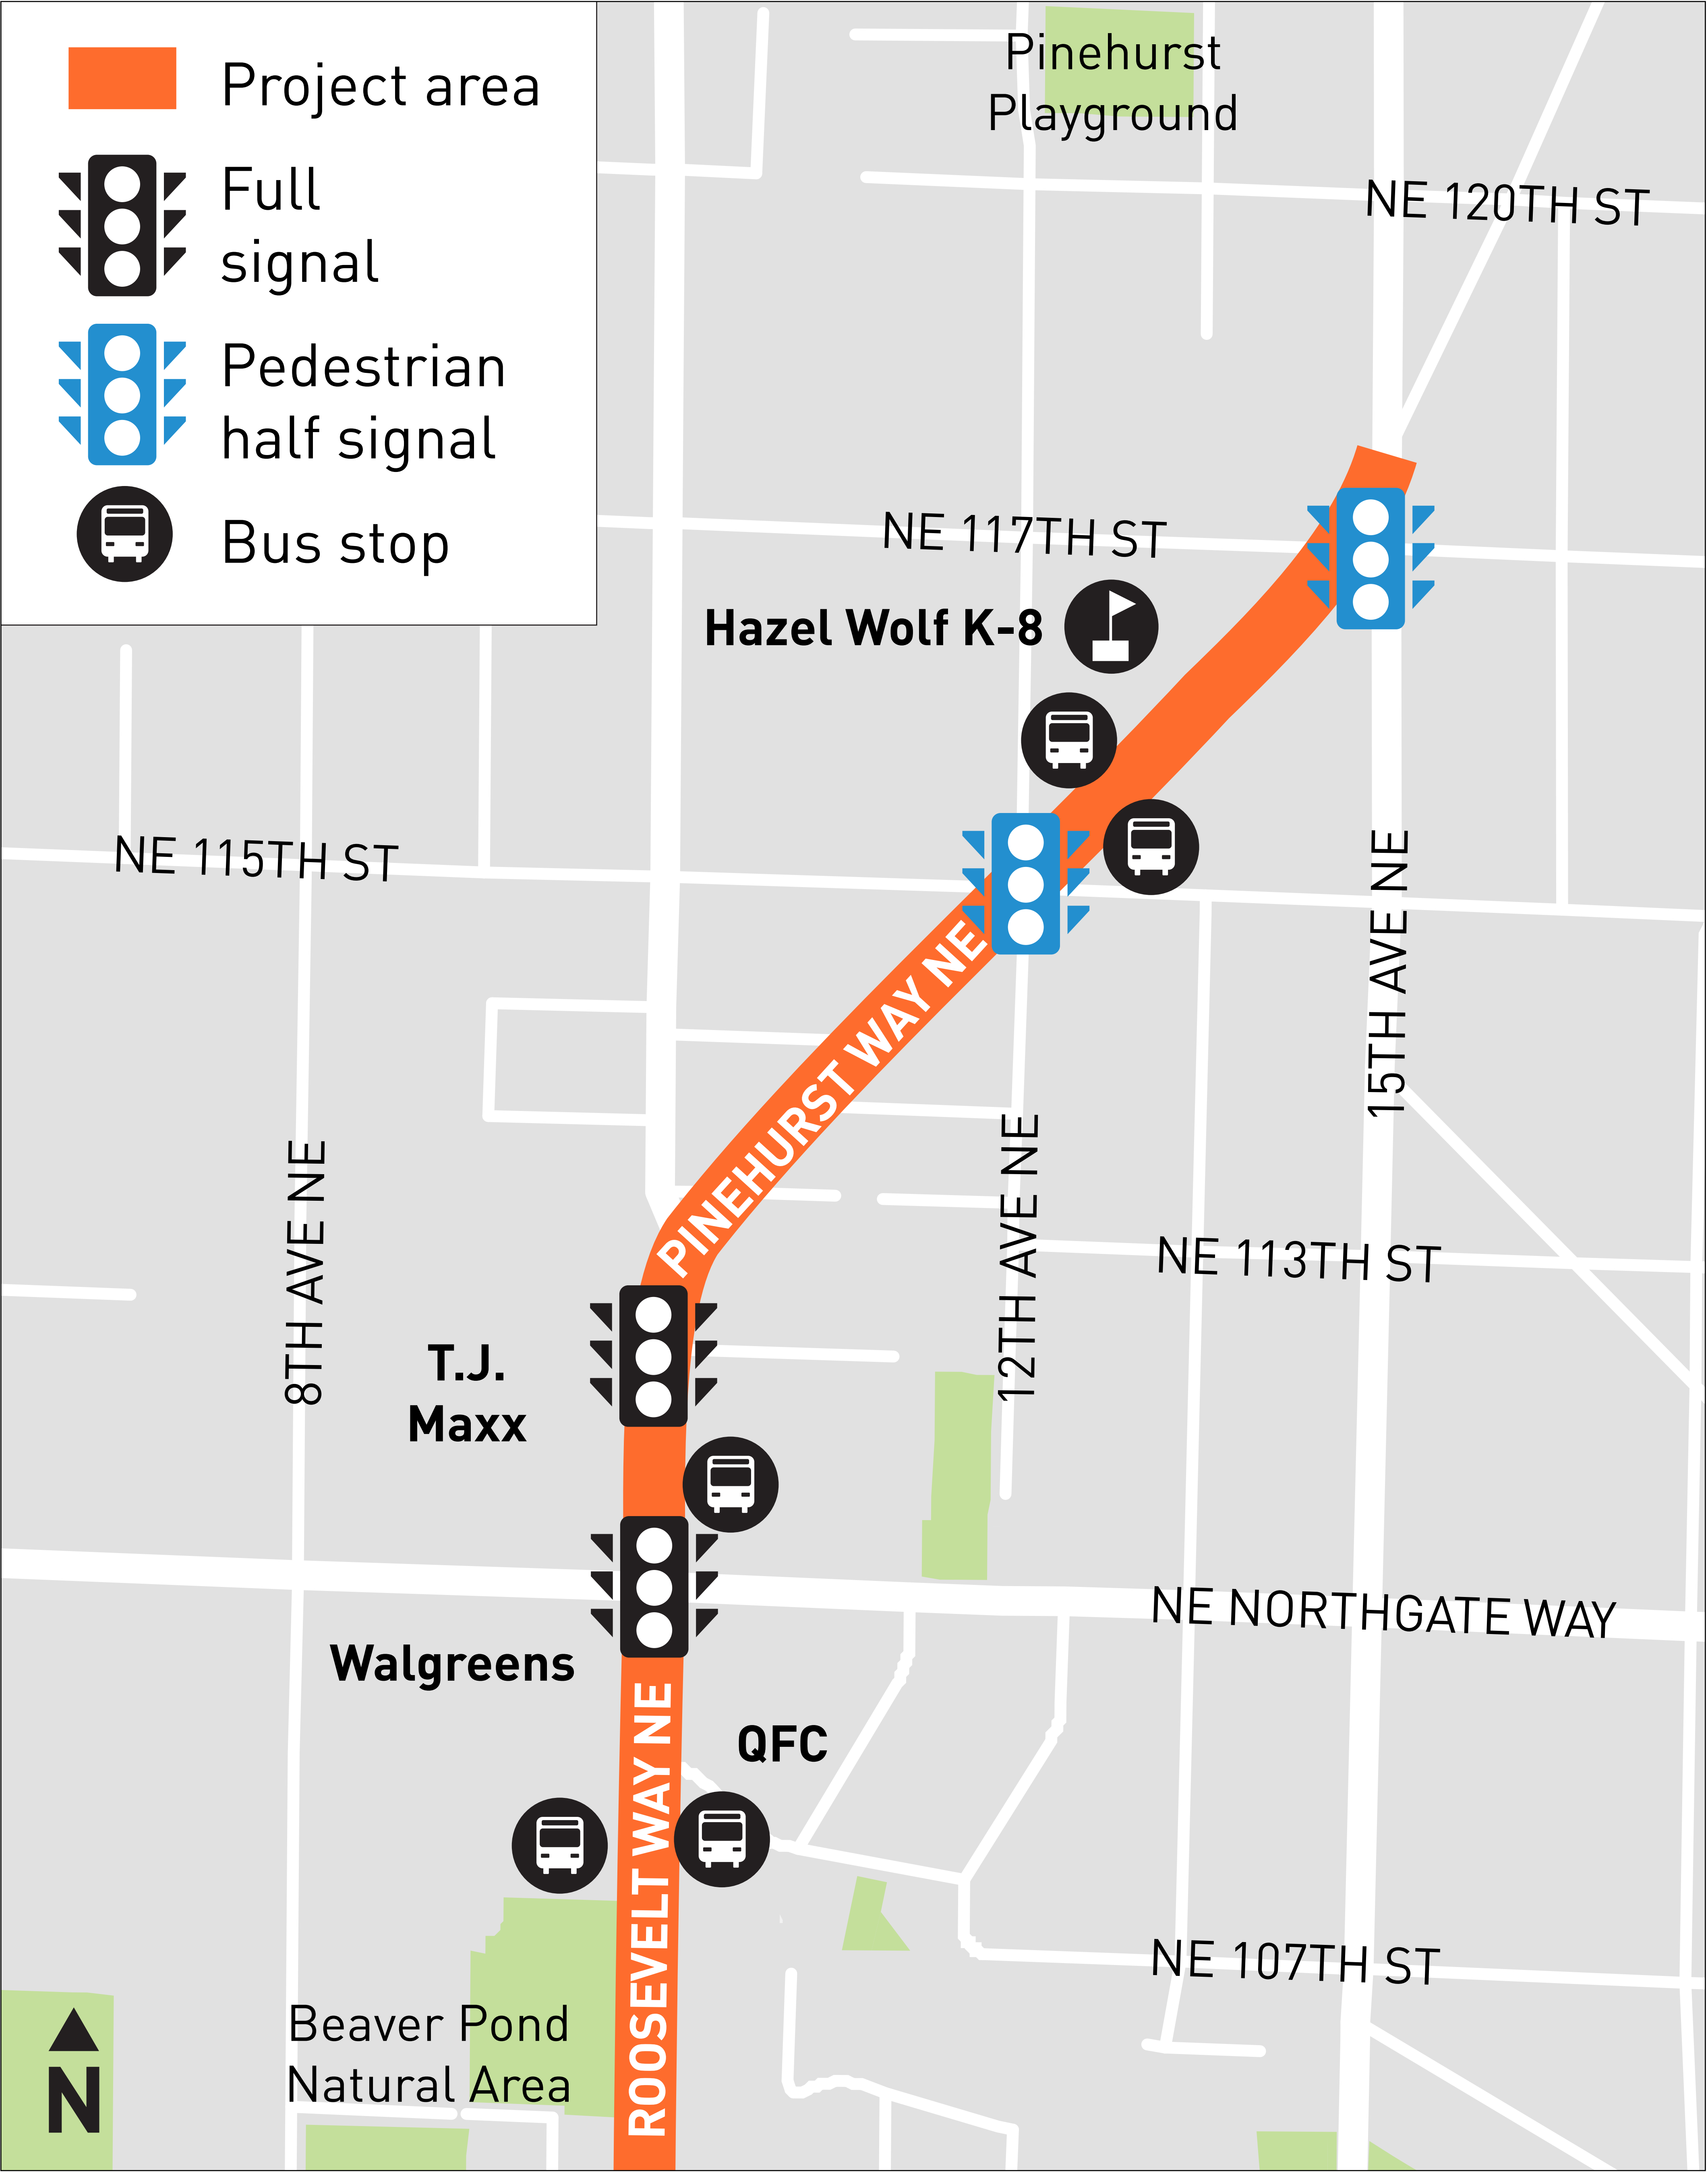 Project area
Full
signal
Pedestrian
half signal
Bus stop
Pinehurst
Playground
NE 120TH ST
NE 117TH ST
Hazel Wolf K-8
NE 115TH ST
15TH AVE NE
PINEHURST WAY NE
8TH AVE NE
12TH AVE NE
NE 113TH ST
T.J.
Maxx
NE NORTHGATE WAY
Walgreens
QFC
ROOSEVELT WAY NE
NE 107TH ST
Beaver Pond
Natural Area
N